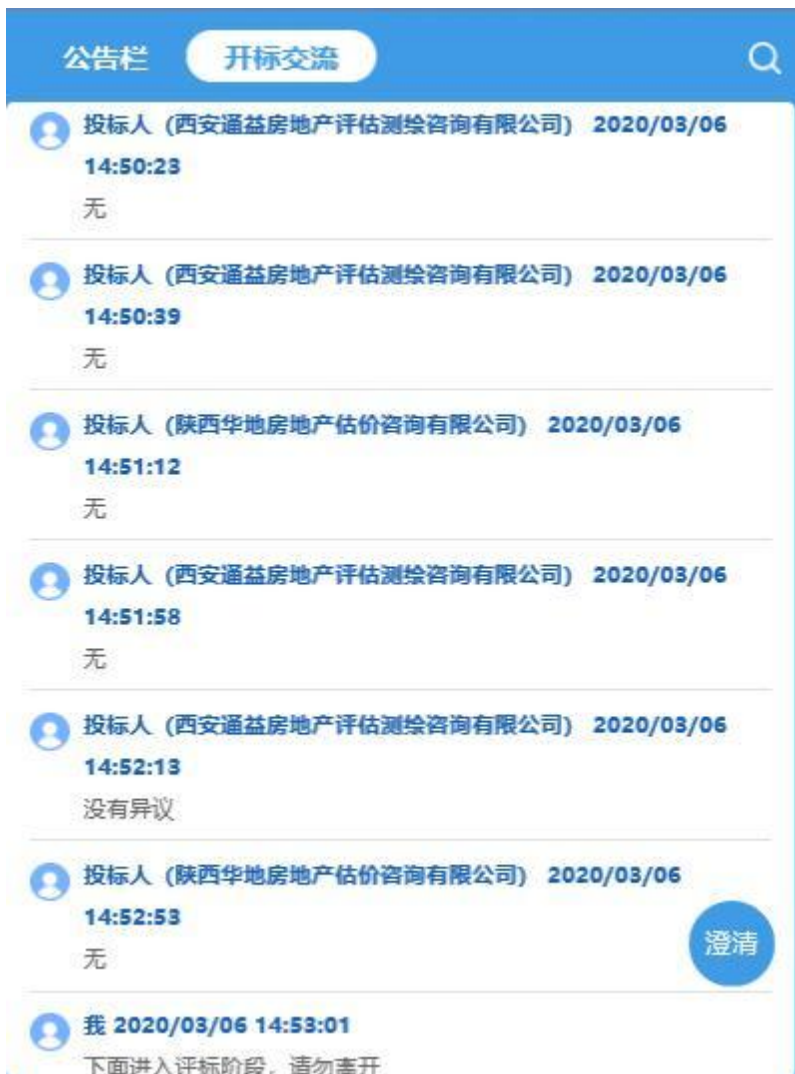 公告栏 开标交流
投标人（西安通益房地产评估测绘咨询有限公司） 2020/03/06
14:50:23
无
投标人（西安通益房地产评估测绘咨询有限公司） 2020/03/06
14:50:39
无
投标人（陕西华地房地产估价咨询有限公司） 2020/03/06
14:51:12
无
投标人（西安通益房地产评估测绘咨询有限公司） 2020/03/06
14:51:58
无
投标人（西安通益房地产评估测绘咨询有限公司） 2020/03/06
14:52:13
没有异议
投标人（陕西华地房地产估价咨询有限公司） 2020/03/06
14:52:53
无
澄清
我 2020/03/06 14:53:01
下面进入评标阶段，请勿离开